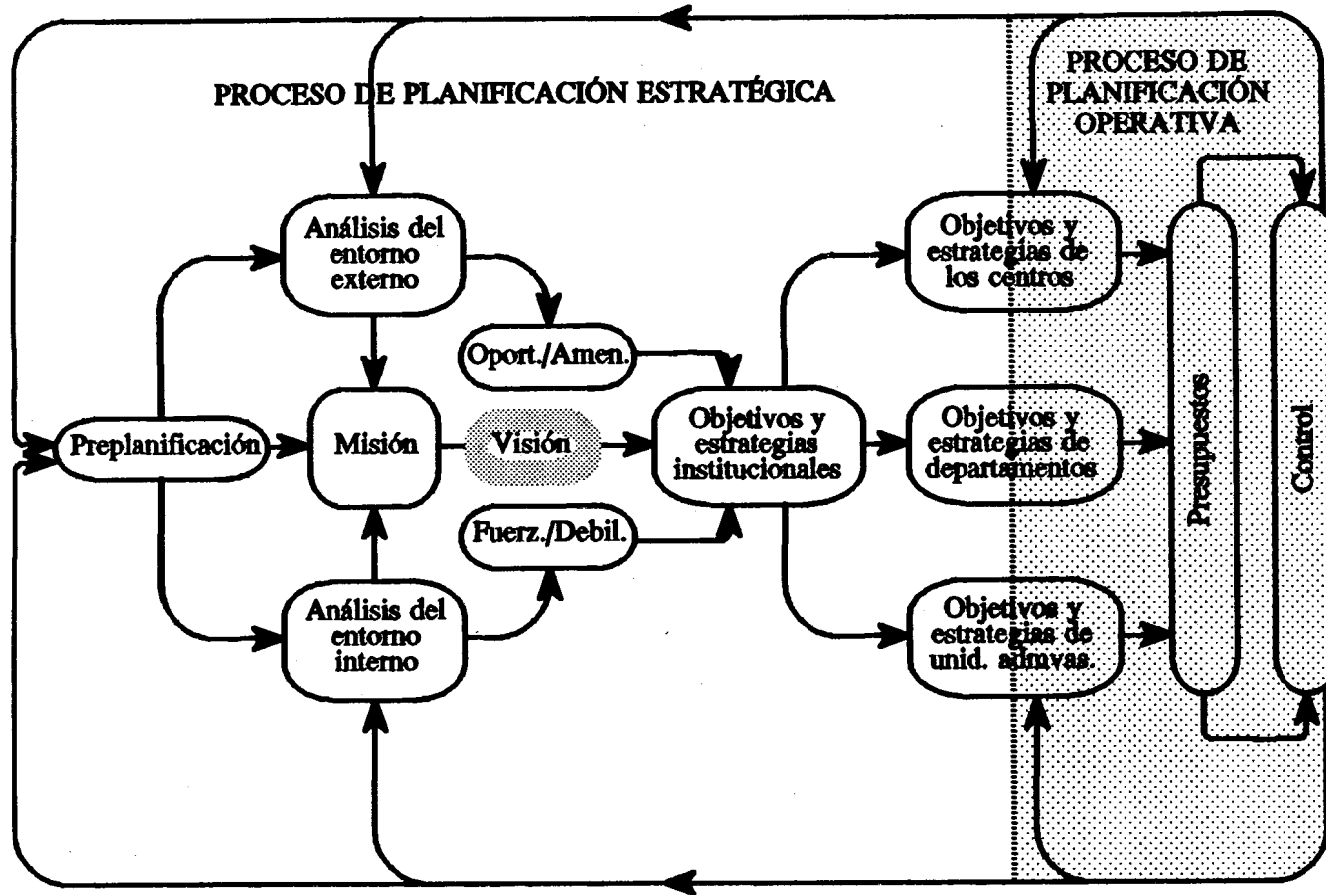 PROCESO DE PLANIFICACIÓN ESTRATÉGICA
PROCESO DE
PLANIFICACIÓN
OPERATIVA
Análisis del
entorno
externo
Objetivos y
estrategias de
los centros
Oport./Amen.
Preplanificación
Misión
Visión
Objetivos y
estrategias
institucionales
Objetivos y
estrategias de
departamentos
Presupuestos
Control
Fuerz./Debil.
Análisis del
entorno
interno
Objetivos y
estrategias de
unid. admvas.